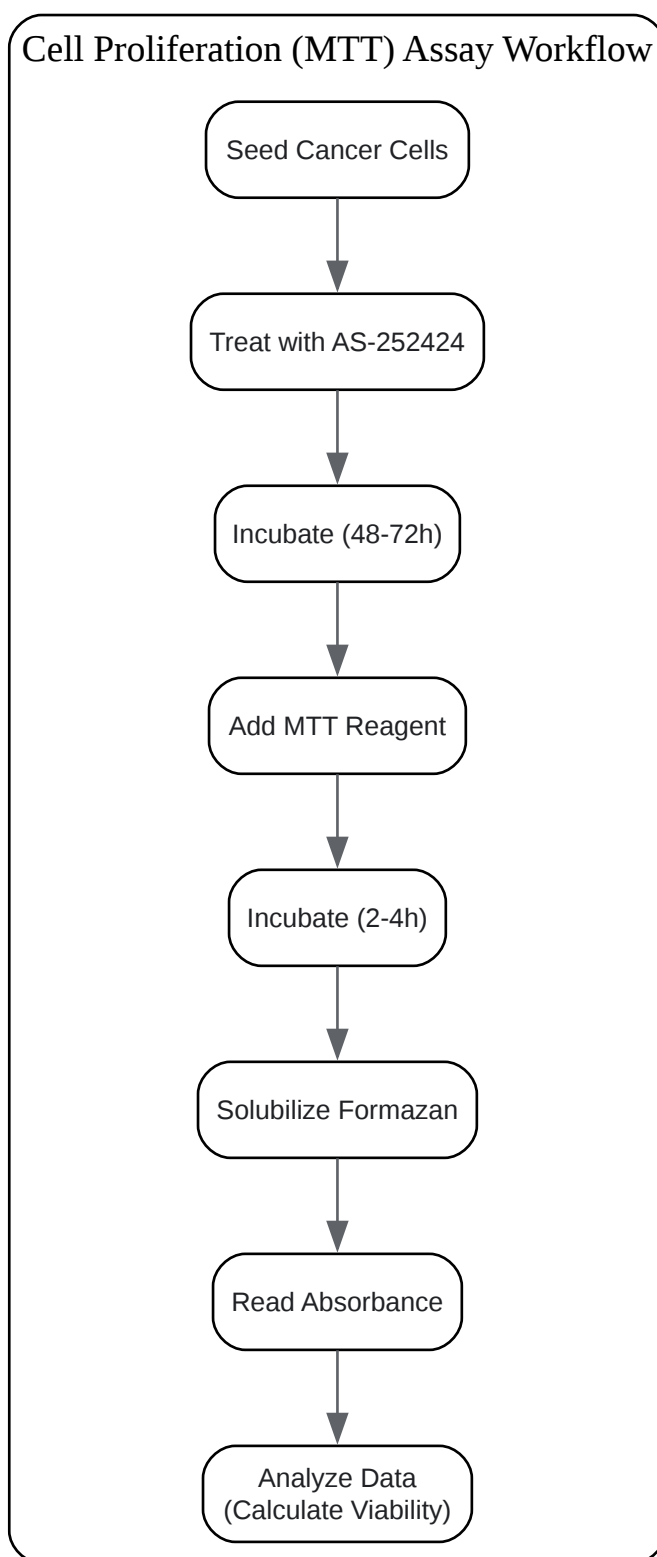 Cell Proliferation (MTT) Assay Workflow
Seed Cancer Cells
Treat with AS-252424
Incubate (48-72h)
Add MTT Reagent
Incubate (2-4h)
Solubilize Formazan
Read Absorbance
Analyze Data
(Calculate Viability)